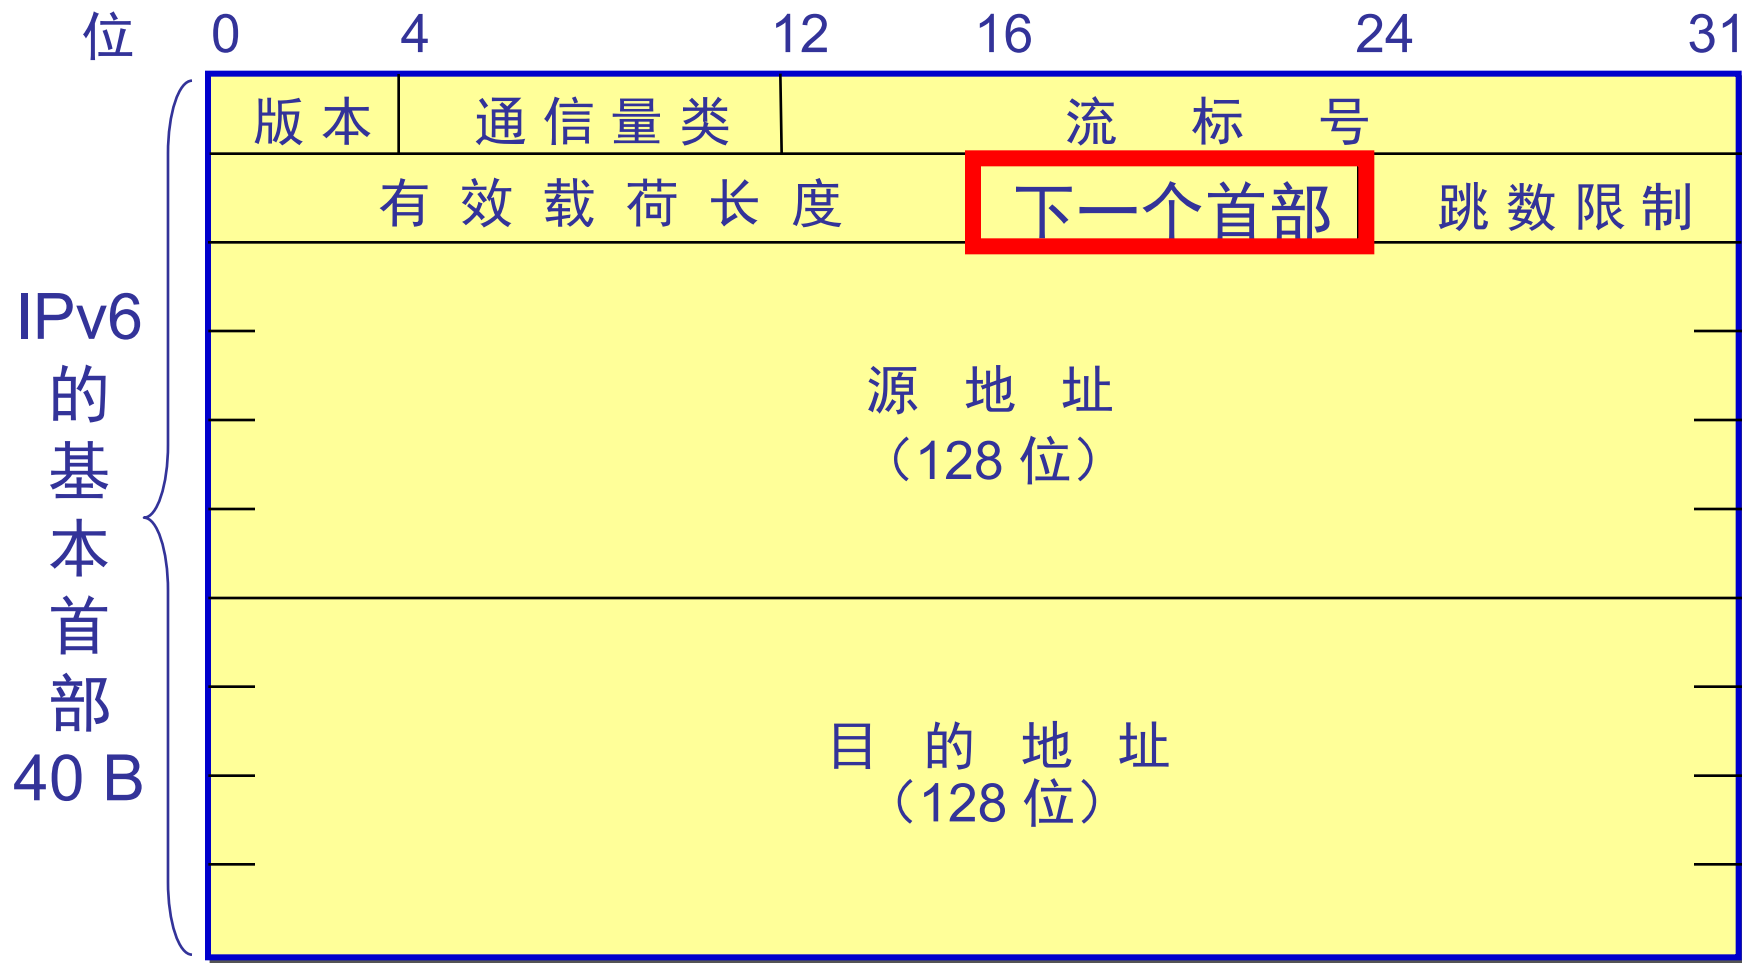 位 0 4 12 16 24 31
版本 通信量类 流标号
有效载荷长度 下一个首部 跳数限制
IPv6
的
基
本
首
部
40 B
源地址
（128 位）
目的地址
（128 位）